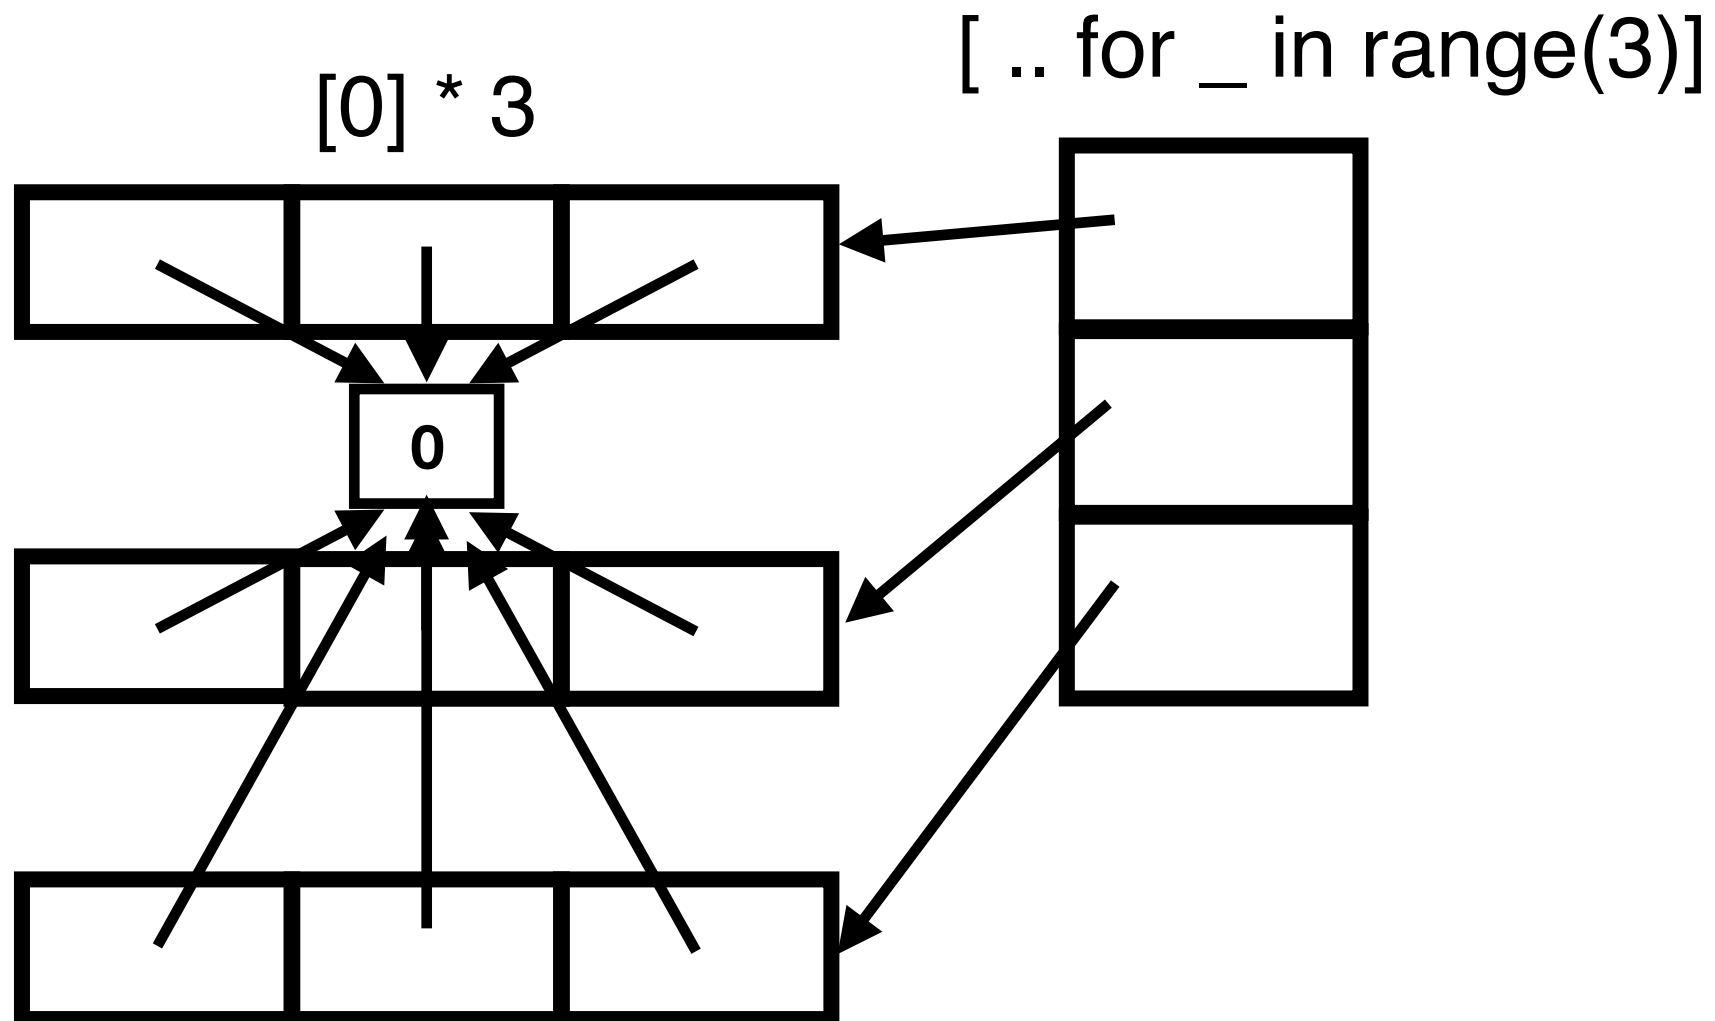 [ .. for _ in range(3)]
[0] * 3
0